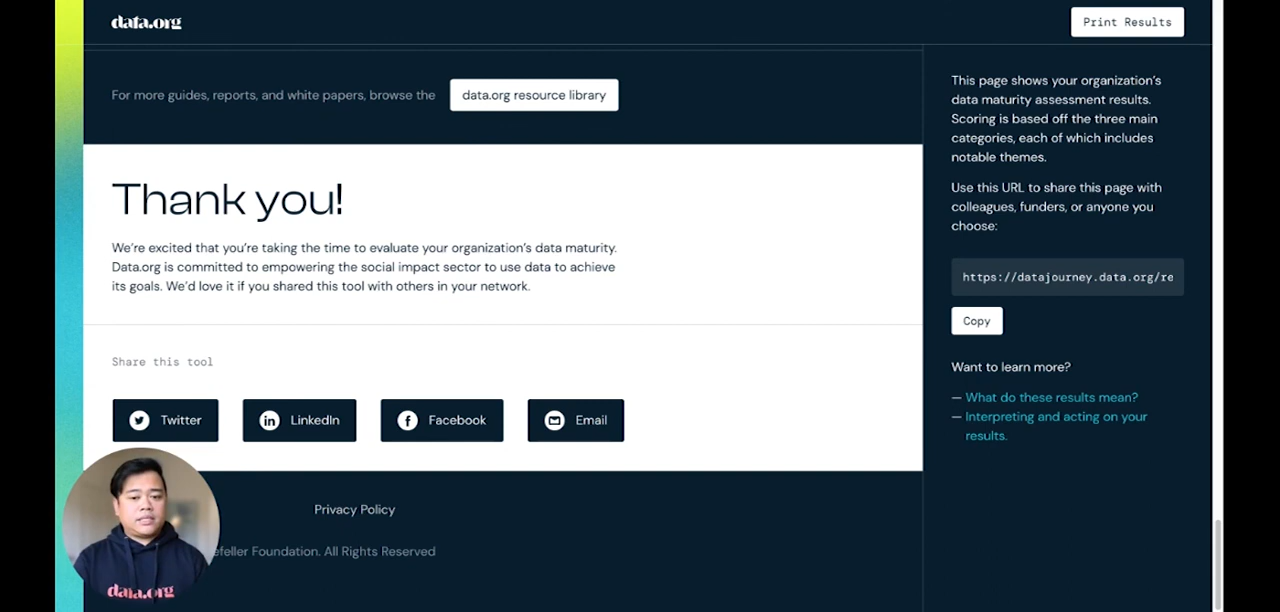 data.org
Print Results
For more guides, reports, and white papers, browse the
data.org resource library
Thank you!
We're excited that you're taking the time to evaluate your organization's data maturity.
Data.org is committed to empowering the social impact sector to use data to achieve
its goals. We'd love it if you shared this tool with others in your network.
Share this tool
Twitter
LinkedIn
Facebook
Email
Privacy Policy
Foundation. All Rights Reserved
data.org
This page shows your organization's
data maturity assessment results.
Scoring is based off the three main
categories, each of which includes
notable themes.
Use this URL to share this page with
colleagues, funders, or anyone you
choose:
https://datajourney.data.org/re
Copy
Want to learn more?
— What do these results mean?
— Interpreting and acting on your
results.